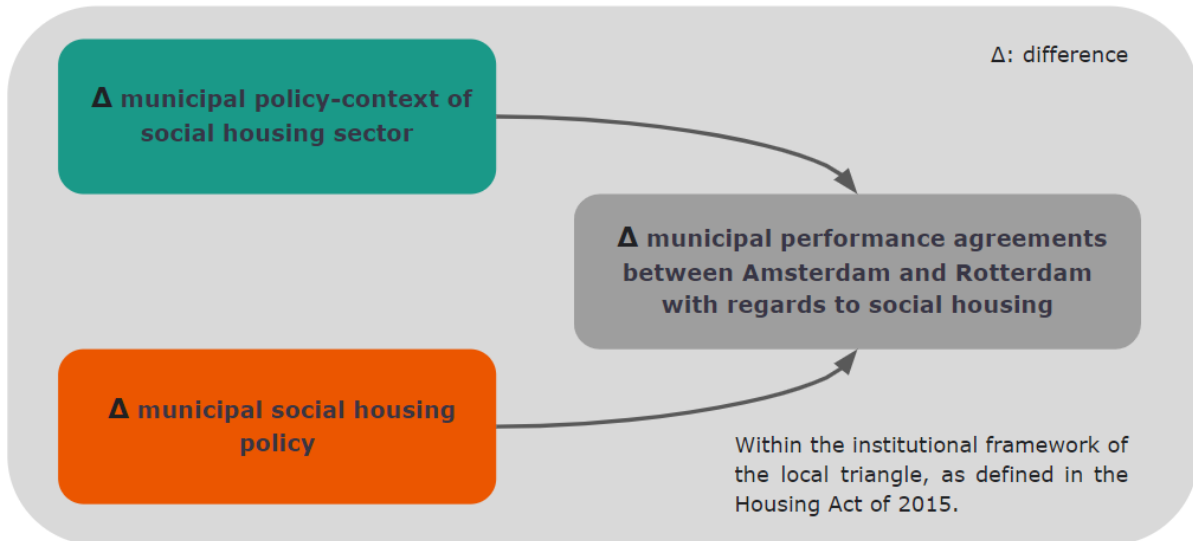 Δ: difference
Δ municipal policy-context of
social housing sector
Δ municipal performance agreements
between Amsterdam and Rotterdam
with regards to social housing
Δ municipal social housing
policy
Within the institutional framework of
the local triangle, as defined in the
Housing Act of 2015.